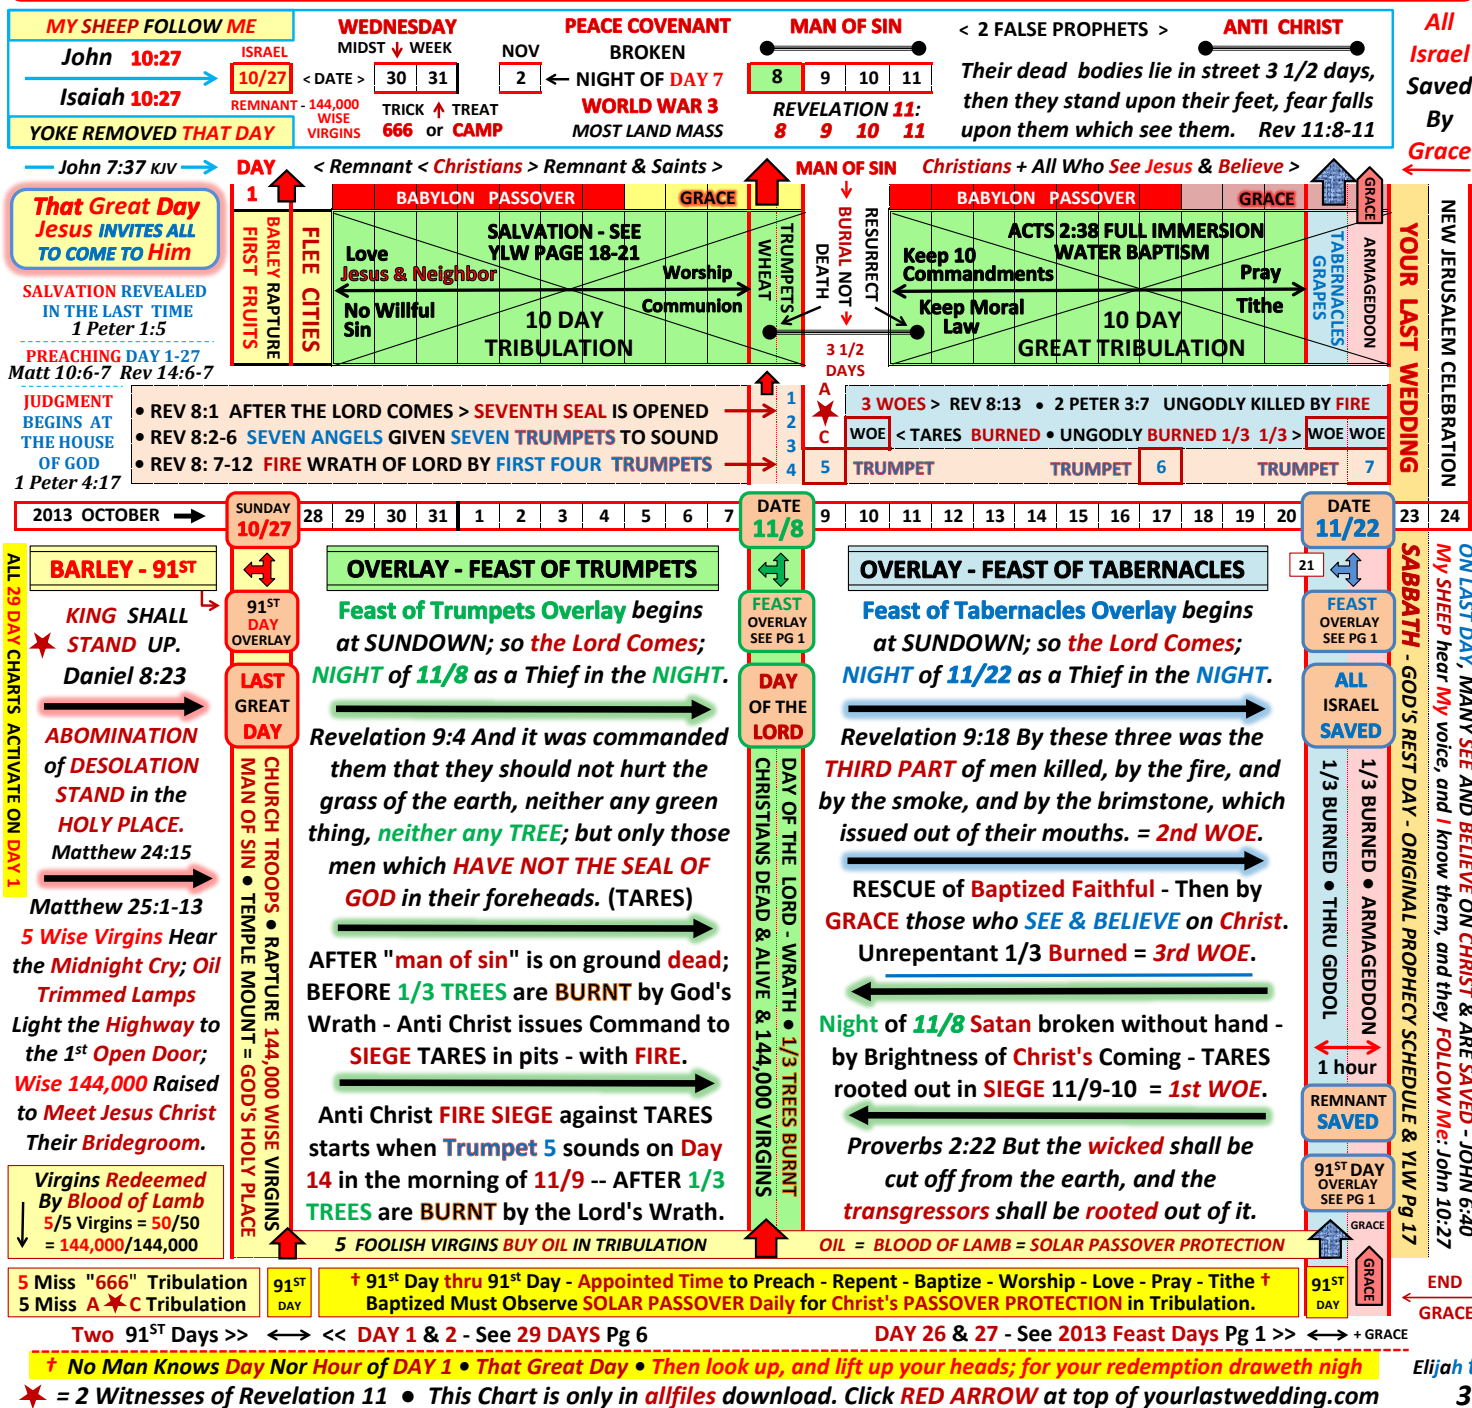 MY SHEEP FOLLOW ME
John 10:27
Isaiah 10:27
YOKE REMOVED THAT DAY
ISRAEL
10/27
REMNANT - 144,000
WISE
VIRGINS
WEDNESDAY
MIDST WEEK
< DATE > 30 31
TRICK TREAT
666 or CAMP
NOV
2
PEACE COVENANT
BROKEN
NIGHT OF DAY 7
WORLD WAR 3
MOST LAND MASS
MAN OF SIN
8 9 10 11
REVELATION 11:
8 9 10 11
< 2 FALSE PROPHETS >
ANTI CHRIST
Their dead bodies lie in street 3 1/2 days,
then they stand upon their feet, fear falls
upon them which see them. Rev 11:8-11
All
Israel
Saved
By
Grace
John 7:37 KJV
DAY
1
< Remnant < Christians > Remnant & Saints >
MAN OF SIN
Christians + All Who See Jesus & Believe >
That Great Day
Jesus INVITES ALL
TO COME TO Him
SALVATION REVEALED
IN THE LAST TIME
1 Peter 1:5
PREACHING DAY 1-27
Matt 10:6-7 Rev 14:6-7
JUDGMENT
BEGINS AT
THE HOUSE
OF GOD
1 Peter 4:17
BARLEY RAPTURE
FIRST FRUITS
FLEE CITIES
BABYLON PASSOVER
GRACE
SALVATION - SEE
YLW PAGE 18-21
Love
Jesus & Neighbor
Worship
No Willful
Sin
Communion
10 DAY
TRIBULATION
TRUMPETS
WHEAT
DEATH
BURIAL NOT
RESURRECT
3 1/2
DAYS
BABYLON PASSOVER
GRACE
ACTS 2:38 FULL IMMERSION
WATER BAPTISM
Keep 10
Commandments
Pray
Keep Moral
Law
Tithe
10 DAY
GREAT TRIBULATION
TABERNACLES
GRAPES
GRACE
ARMAGEDDON
YOUR LAST WEDDING
NEW JERUSALEM CELEBRATION
• REV 8:1 AFTER THE LORD COMES > SEVENTH SEAL IS OPENED
• REV 8:2-6 SEVEN ANGELS GIVEN SEVEN TRUMPETS TO SOUND
• REV 8: 7-12 FIRE WRATH OF LORD BY FIRST FOUR TRUMPETS
1
2
3
4
A
C
3 WOES > REV 8:13 • 2 PETER 3:7 UNGODLY KILLED BY FIRE
WOE < TARES BURNED • UNGODLY BURNED 1/3 1/3 > WOE WOE
5 TRUMPET TRUMPET 6 TRUMPET 7
2013 OCTOBER
SUNDAY
10/27
28 29 30 31 1 2 3 4 5 6 7
DATE
11/8
9 10 11 12 13 14 15 16 17 18 19 20
DATE
11/22
23 24
ALL 29 DAY CHARTS ACTIVATE ON DAY 1
BARLEY - 91ST
KING SHALL
STAND UP.
Daniel 8:23
ABOMINATION
of DESOLATION
STAND in the
HOLY PLACE.
Matthew 24:15
Matthew 25:1-13
5 Wise Virgins Hear
the Midnight Cry; Oil
Trimmed Lamps
Light the Highway to
the 1st Open Door;
Wise 144,000 Raised
to Meet Jesus Christ
Their Bridegroom.
Virgins Redeemed
By Blood of Lamb
5/5 Virgins = 50/50
= 144,000/144,000
91ST
DAY
OVERLAY
LAST
GREAT
DAY
CHURCH TROOPS • RAPTURE 144,000 WISE VIRGINS
MAN OF SIN • TEMPLE MOUNT = GOD'S HOLY PLACE
OVERLAY - FEAST OF TRUMPETS
Feast of Trumpets Overlay begins
at SUNDOWN; so the Lord Comes;
NIGHT of 11/8 as a Thief in the NIGHT.
Revelation 9:4 And it was commanded
them that they should not hurt the
grass of the earth, neither any green
thing, neither any TREE; but only those
men which HAVE NOT THE SEAL OF
GOD in their foreheads. (TARES)
AFTER "man of sin" is on ground dead;
BEFORE 1/3 TREES are BURNT by God's
Wrath - Anti Christ issues Command to
SIEGE TARES in pits - with FIRE.
Anti Christ FIRE SIEGE against TARES
starts when Trumpet 5 sounds on Day
14 in the morning of 11/9 -- AFTER 1/3
TREES are BURNT by the Lord's Wrath.
FEAST
OVERLAY
SEE PG 1
DAY
OF THE
LORD
DAY OF THE LORD - WRATH • 1/3 TREES BURNT
CHRISTIANS DEAD & ALIVE & 144,000 VIRGINS
OVERLAY - FEAST OF TABERNACLES
Feast of Tabernacles Overlay begins
at SUNDOWN; so the Lord Comes;
NIGHT of 11/22 as a Thief in the NIGHT.
Revelation 9:18 By these three was the
THIRD PART of men killed, by the fire, and
by the smoke, and by the brimstone, which
issued out of their mouths. = 2nd WOE.
RESCUE of Baptized Faithful - Then by
GRACE those who SEE & BELIEVE on Christ.
Unrepentant 1/3 Burned = 3rd WOE.
Night of 11/8 Satan broken without hand -
by Brightness of Christ's Coming - TARES
rooted out in SIEGE 11/9-10 = 1st WOE.
Proverbs 2:22 But the wicked shall be
cut off from the earth, and the
transgressors shall be rooted out of it.
21
FEAST
OVERLAY
SEE PG 1
ALL
ISRAEL
SAVED
1/3 BURNED • ARMAGEDDON
1/3 BURNED • THRU GDDOL
1 hour
REMNANT
SAVED
91ST DAY
OVERLAY
SEE PG 1
GRACE
GRACE
SABBATH - GOD'S REST DAY - ORIGINAL PROPHECY SCHEDULE & YLW Pg 17
ON LAST DAY, MANY SEE AND BELIEVE ON CHRIST & ARE SAVED - JOHN 6:40
My SHEEP hear My voice, and I know them, and they FOLLOW Me: John 10:27
5 FOOLISH VIRGINS BUY OIL IN TRIBULATION
OIL = BLOOD OF LAMB = SOLAR PASSOVER PROTECTION
5 Miss "666" Tribulation
5 Miss A C Tribulation
91ST
DAY
† 91st Day thru 91st Day - Appointed Time to Preach - Repent - Baptize - Worship - Love - Pray - Tithe †
Baptized Must Observe SOLAR PASSOVER Daily for Christ's PASSOVER PROTECTION in Tribulation.
91ST
DAY
END
GRACE
Two 91ST Days >> << DAY 1 & 2 - See 29 DAYS Pg 6
DAY 26 & 27 - See 2013 Feast Days Pg 1 >> + GRACE
† No Man Knows Day Nor Hour of DAY 1 • That Great Day • Then look up, and lift up your heads; for your redemption draweth nigh
Elijah t
= 2 Witnesses of Revelation 11 • This Chart is only in allfiles download. Click RED ARROW at top of yourlastwedding.com
3